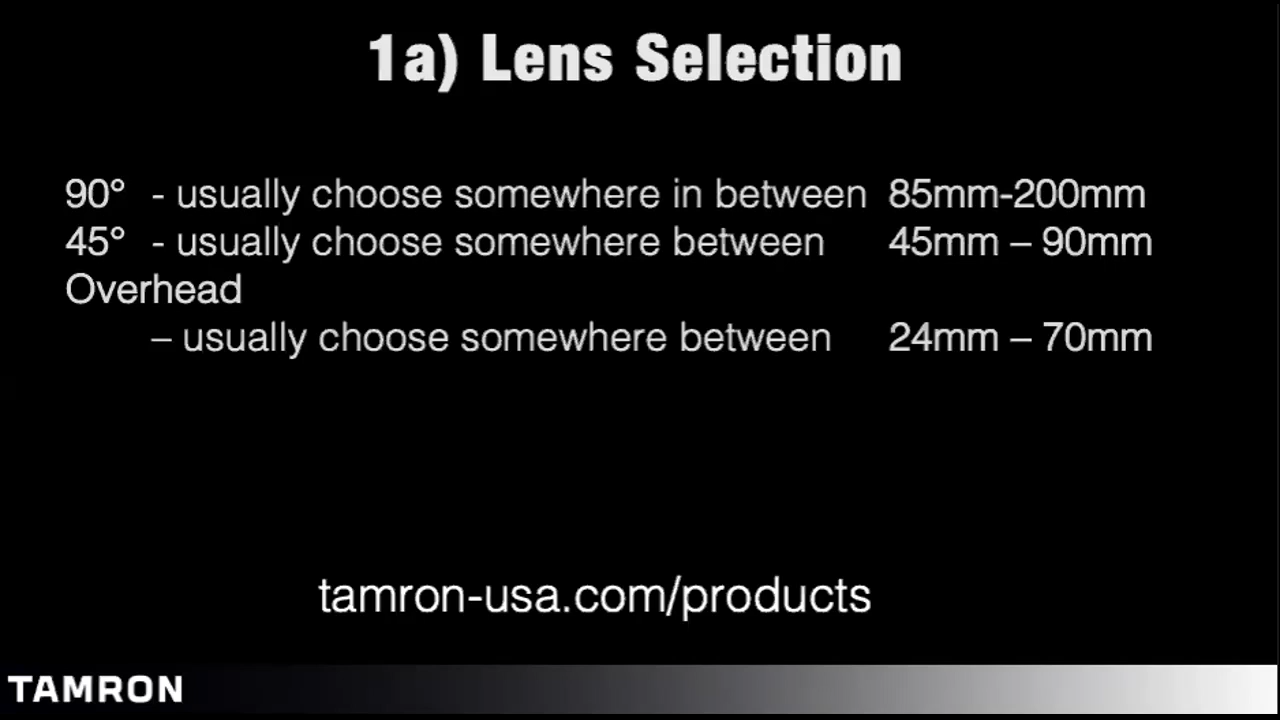 1a) Lens Selection
90° - usually choose somewhere in between 85mm-200mm
45° - usually choose somewhere between 45mm – 90mm
Overhead
– usually choose somewhere between 24mm – 70mm
tamron-usa.com/products
TAMRON